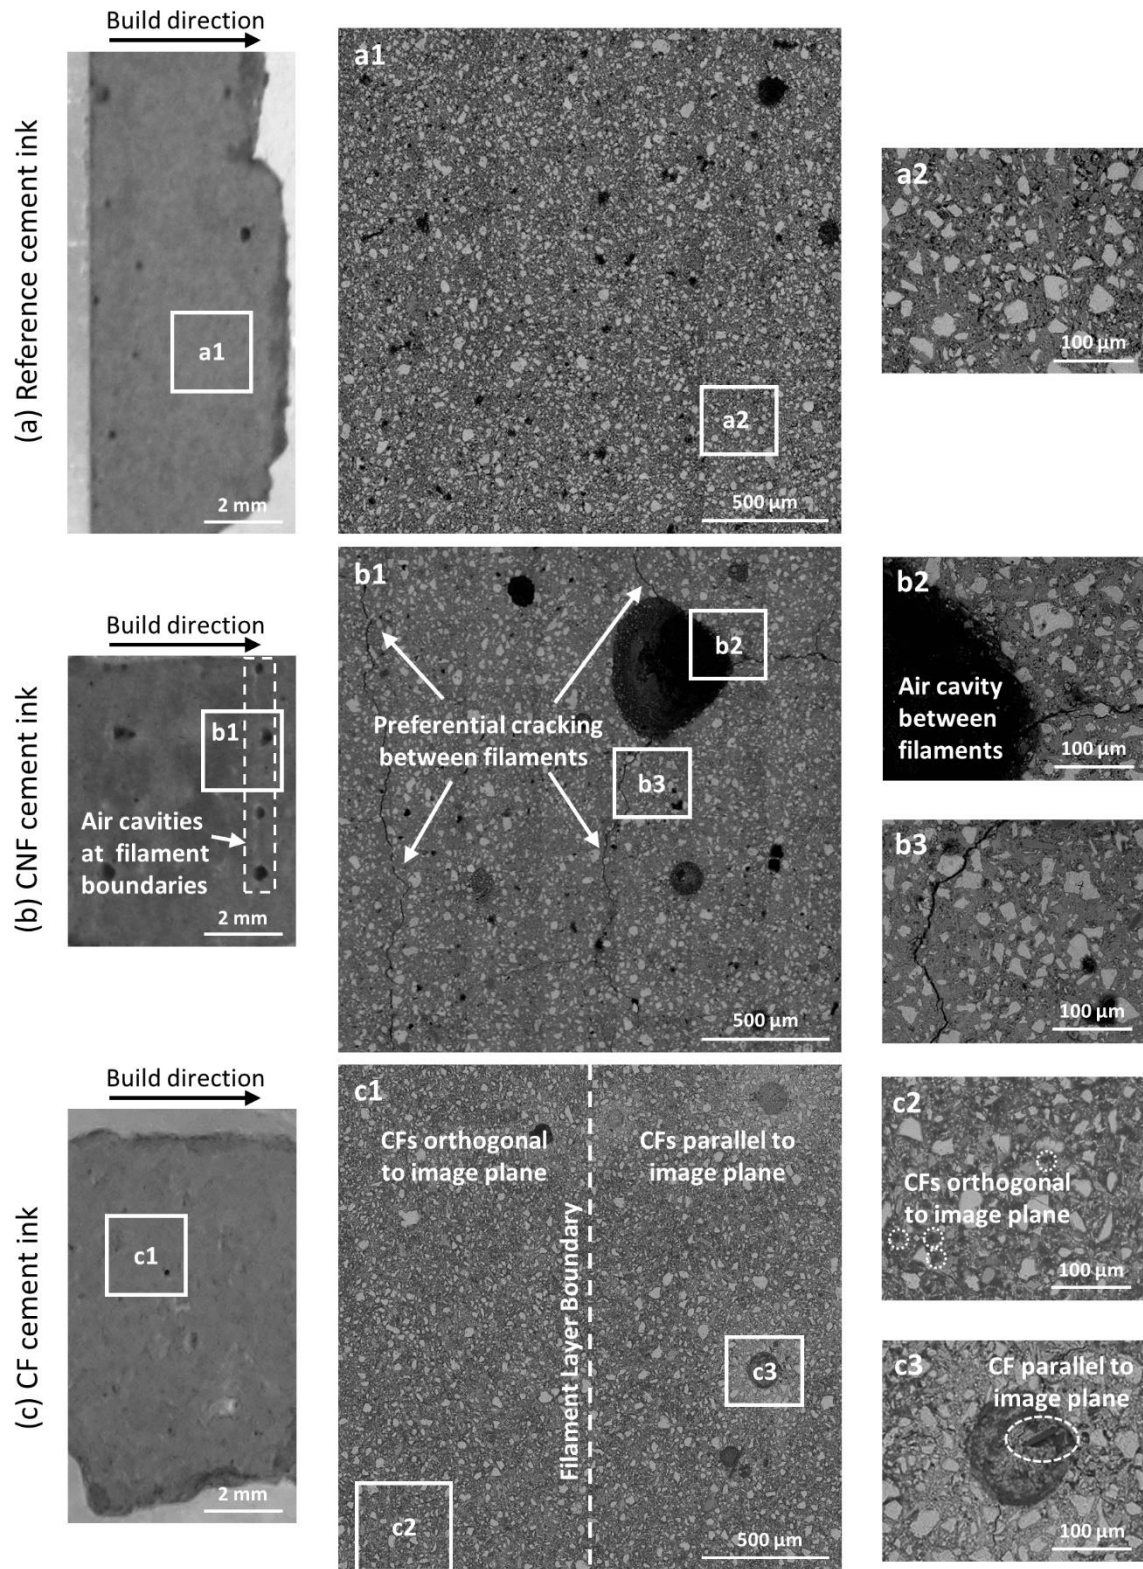 (a) Reference cement ink
Build direction
a1
2 mm
a1
a2
500 μm
a2
100 μm
(b) CNF cement ink
Build direction
b1
Air cavities
at filament
boundaries
2 mm
b1
b2
Preferential cracking
between filaments
b3
500 μm
b2
Air cavity
between
filaments
100 μm
b3
100 μm
(c) CF cement ink
Build direction
c1
2 mm
c1
CFs orthogonal
to image plane
CFs parallel to
image plane
Filament Layer Boundary
c3
c2
500 μm
c2
CFs orthogonal
to image plane
100 μm
c3
CF parallel to
image plane
100 μm